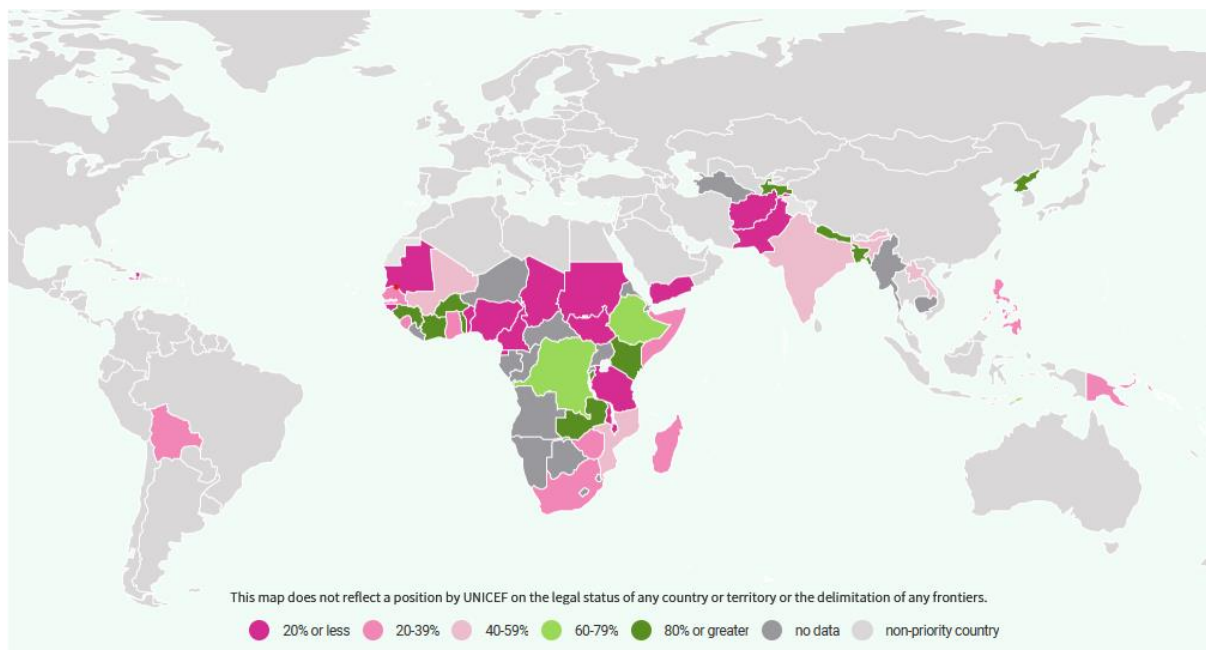 This map does not reflect a position by UNICEF on the legal status of any country or territory or the delimitation of any frontiers.
20% or less 20-39% 40-59% 60-79% 80% or greater no data non-priority country